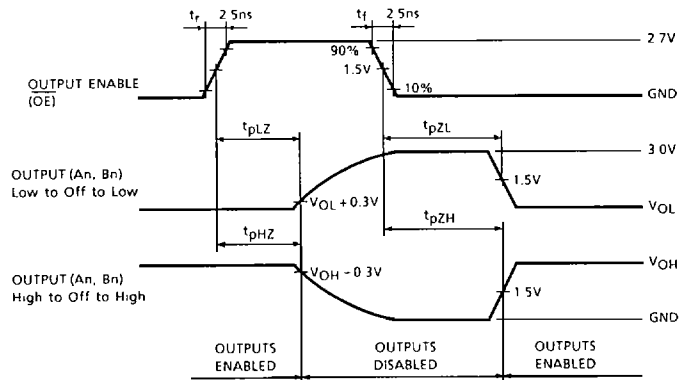 tr 2 5ns tf 2 5ns
2 7V
90%
1.5V
10%
OUTPUT ENABLE
(OE)
GND
tpLZ tpZL
3 0V
OUTPUT (An, Bn)
Low to Off to Low
1.5V
VOL + 0.3V
VOL
tpHZ tpZH
VOH
OUTPUT (An, Bn)
High to Off to High
VOH – 0.3V
1.5V
GND
OUTPUTS
ENABLED
OUTPUTS
DISABLED
OUTPUTS
ENABLED